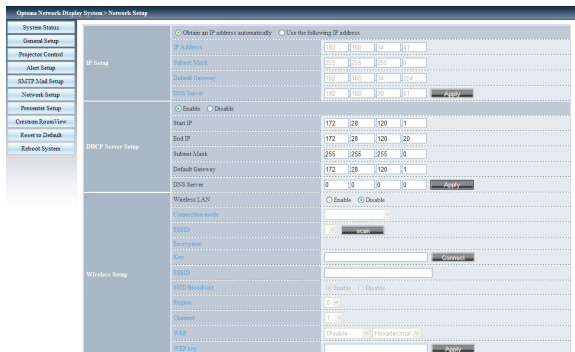 Optoma Network Display System > Network Setup
System Status
General Setup
Projector Control
Alert Setup
SMTP Mail Setup
Network Setup
Presenter Setup
Crestron RoomView
Reset to Default
Reboot System
IP Setup
Obtain an IP address automatically Use the following IP address
IP Address 192 168 34 41
Subnet Mask 255 255 255 0
Default Gateway 192 168 34 254
DNS Server 192 168 30 51 Apply
DHCP Server Setup
Enable Disable
Start IP 172 28 120 1
End IP 172 28 120 20
Subnet Mask 255 255 255 0
Default Gateway 172 28 120 1
DNS Server 0 0 0 0 Apply
Wireless Setup
Wireless LAN Enable Disable
Connection mode
ESSID scan
Encryption
Key Connect
ESSID
SSID Broadcast Enable Disable
Region 0
Channel 1
WEP Disable Hexadecimal
WEP key Apply